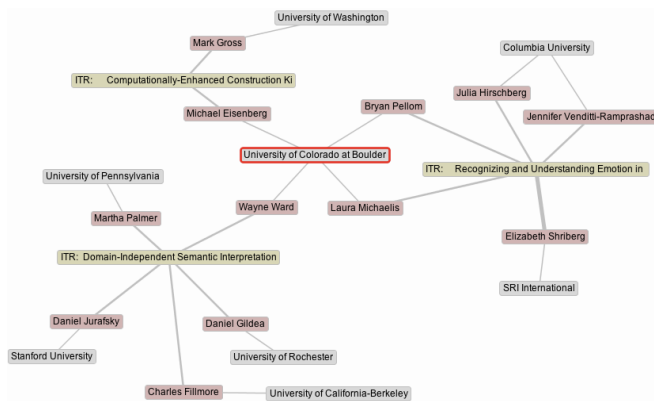 University of Washington
Mark Gross
Columbia University
ITR: Computationally-Enhanced Construction Ki
Julia Hirschberg
Bryan Pellom
Michael Eisenberg
Jennifer Venditti-Ramprashad
University of Colorado at Boulder
ITR: Recognizing and Understanding Emotion in
University of Pennsylvania
Wayne Ward
Laura Michaelis
Martha Palmer
Elizabeth Shriberg
ITR: Domain-Independent Semantic Interpretation
SRI International
Daniel Jurafsky
Daniel Gildea
Stanford University
University of Rochester
Charles Fillmore
University of California-Berkeley